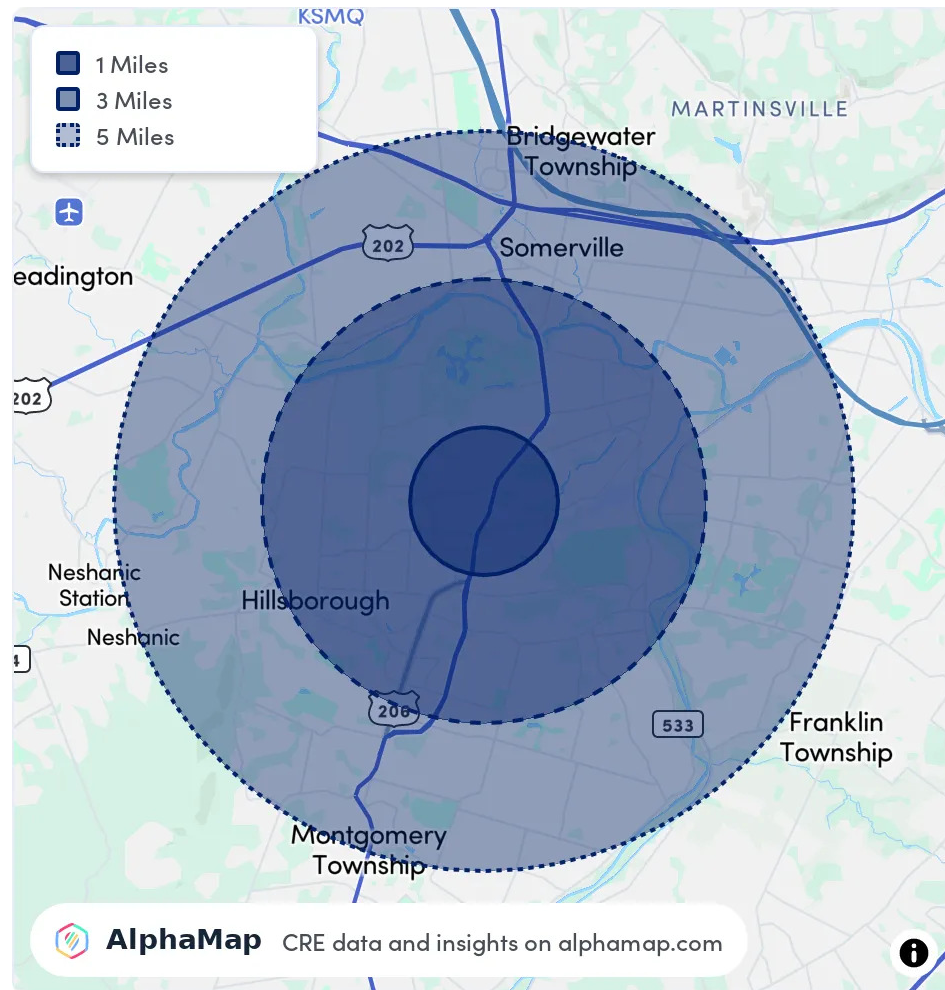 KSMQ
1 Miles
3 Miles
5 Miles
MARTINSVILLE
Bridgewater
Township
202
Somerville
eadington
202
Neshanic
Station
Hillsborough
Neshanic
4
206
533
Franklin
Township
Montgomery
Township
AlphaMap
CRE data and insights on alphamap.com